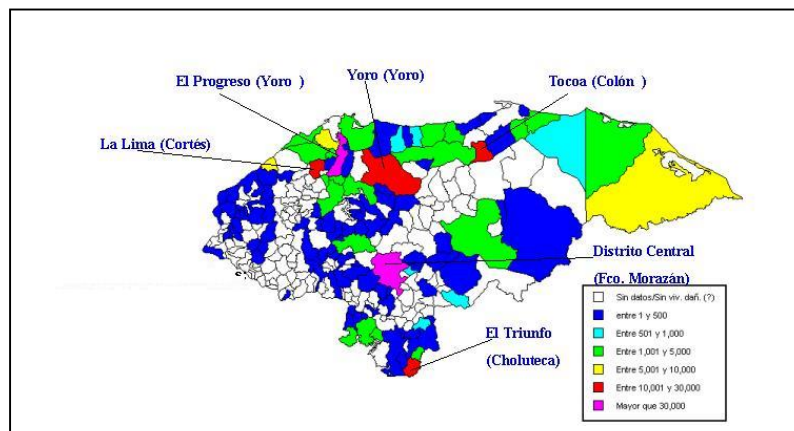 El Progreso (Yoro )
Yoro (Yoro)
Tocoa (Colón )
La Lima (Cortés)
Distrito Central
(Fco. Morazán)
El Triunfo
(Choluteca)
Sin datos/Sin viv. dañ. (?)
entre 1 y 500
Entre 501 y 1,000
Entre 1,001 y 5,000
Entre 5,001 y 10,000
Entre 10,001 y 30,000
Mayor que 30,000